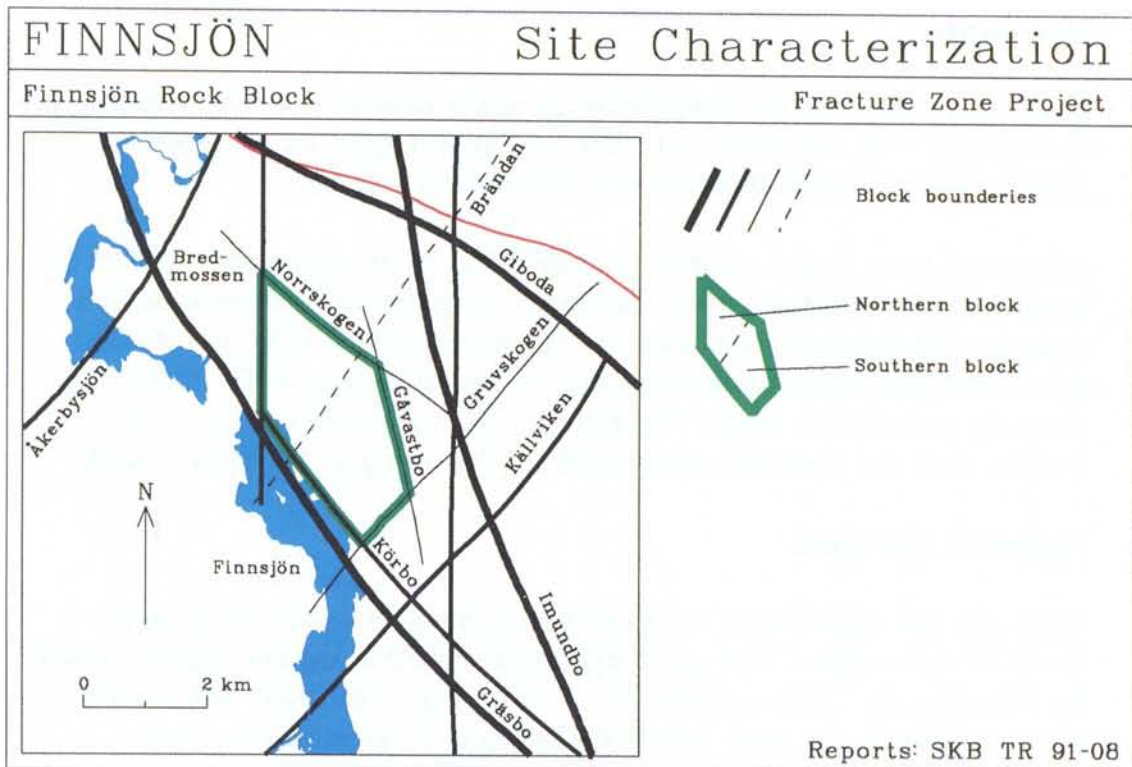 FINNSJÖN Site Characterization
Finnsjön Rock Block Fracture Zone Project
Brändan
Block bounderies
Bred-
mossen
Norrskogen
Giboda
Northern block
Southern block
Gruvskogen
Gåvastbo
Källviken
Åkerbysjön
N
Finnsjön
Körbo
Imundbo
0 2 km
Gräsbo
Reports: SKB TR 91-08